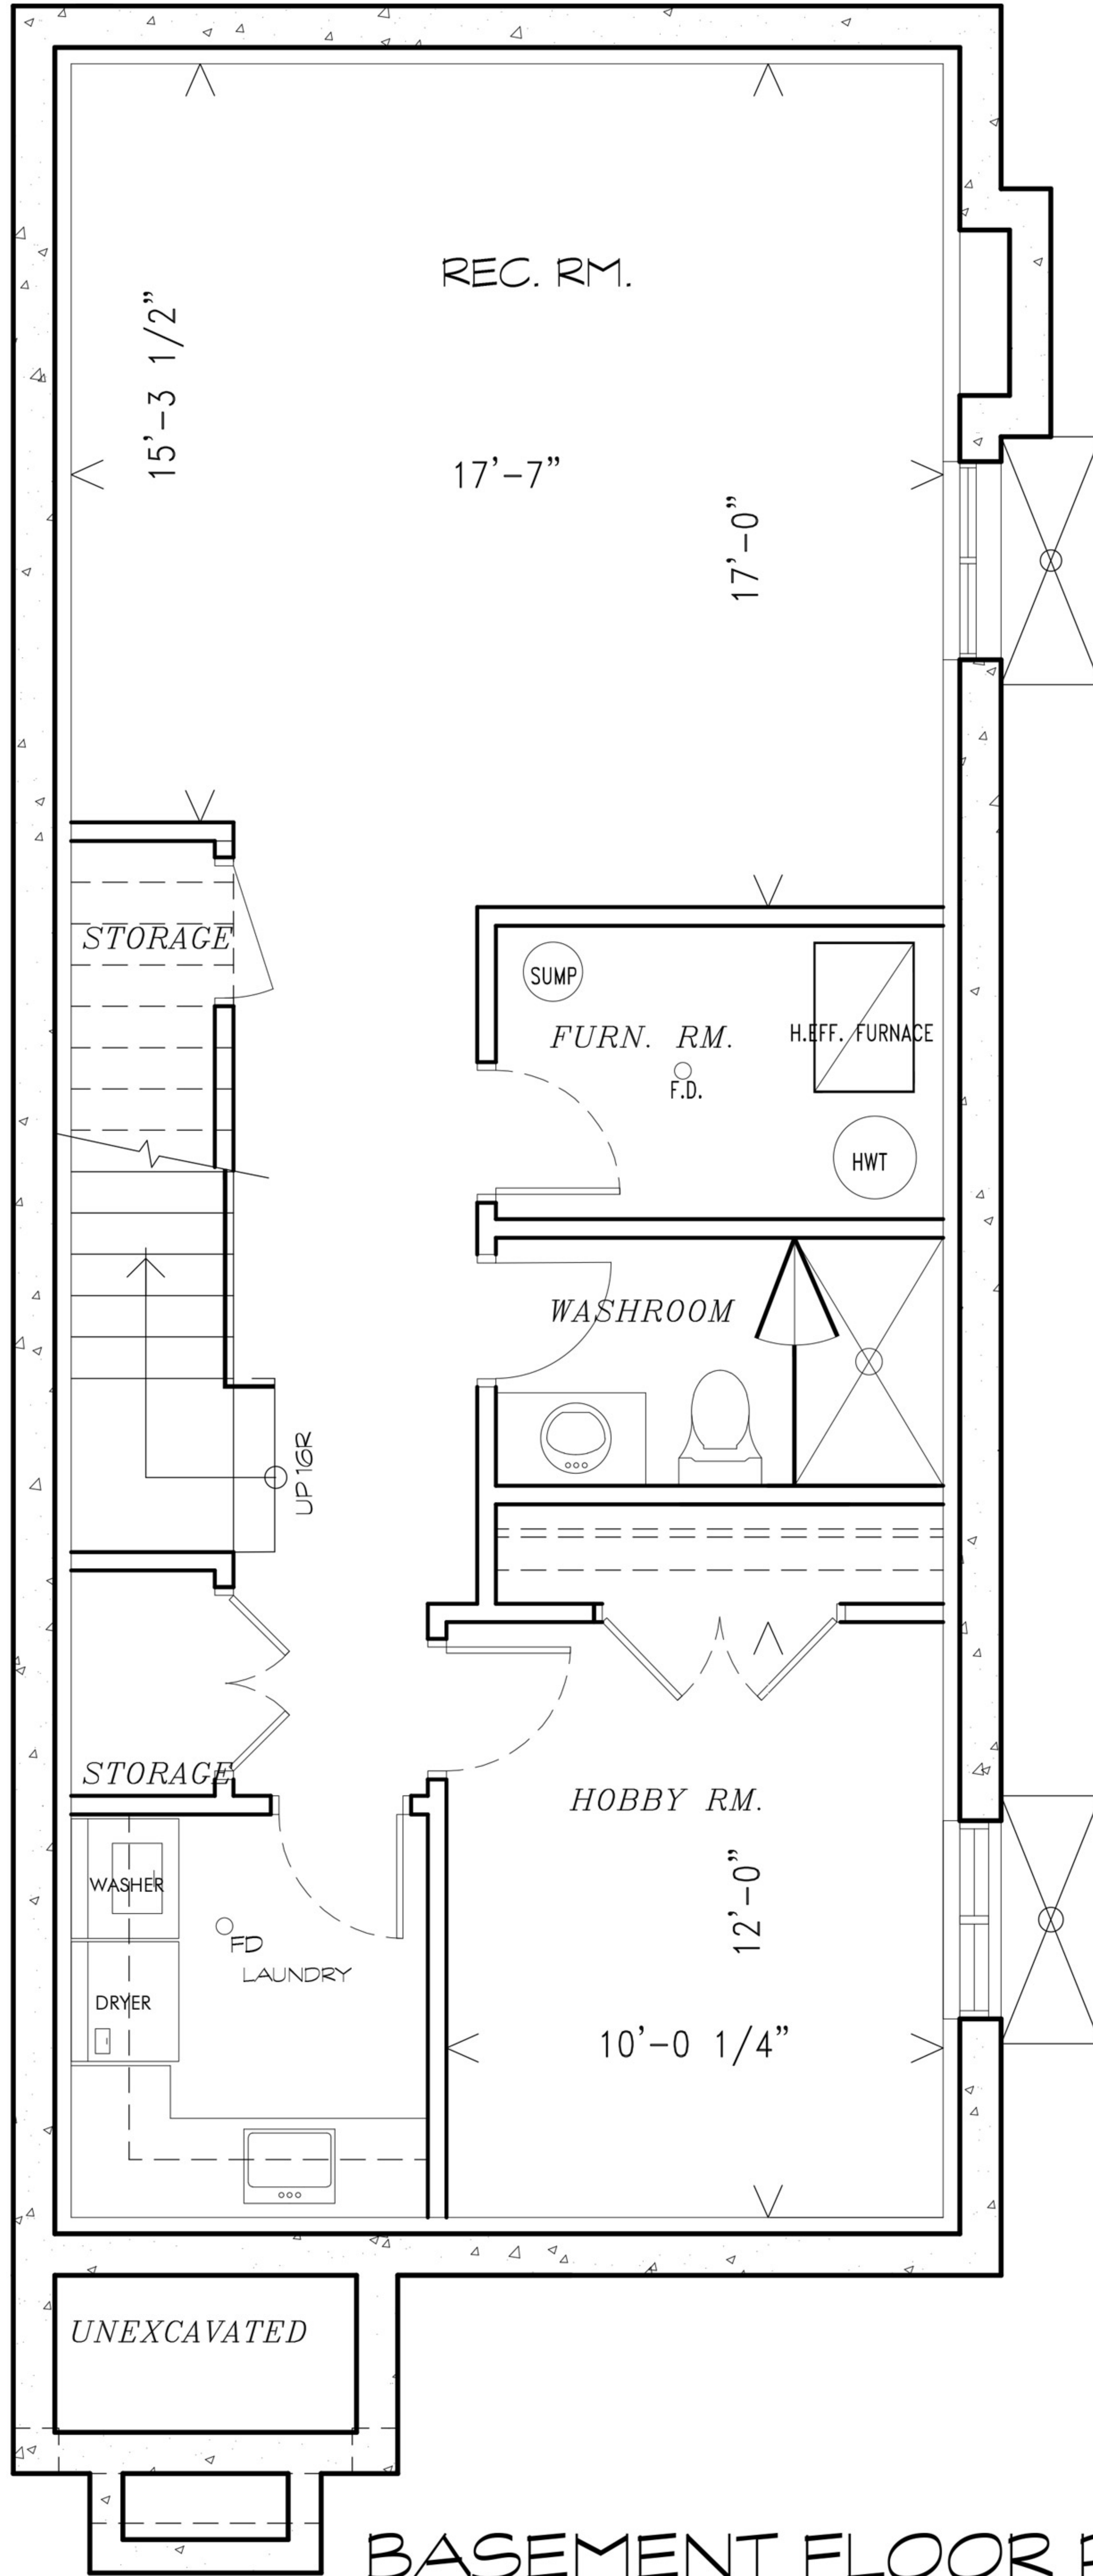 REC. RM.
15'-3 1/2"
17'-7"
17'-0"
STORAGE
SUMP
FURN. RM.
H.EFF. FURNACE
F.D.
HWT
WASHROOM
UP 16R
STORAGE
HOBBY RM.
WASHER
12'-0"
FD
LAUNDRY
DRYER
10'-0 1/4"
UNEXCAVATED
BASEMENT FLOOR